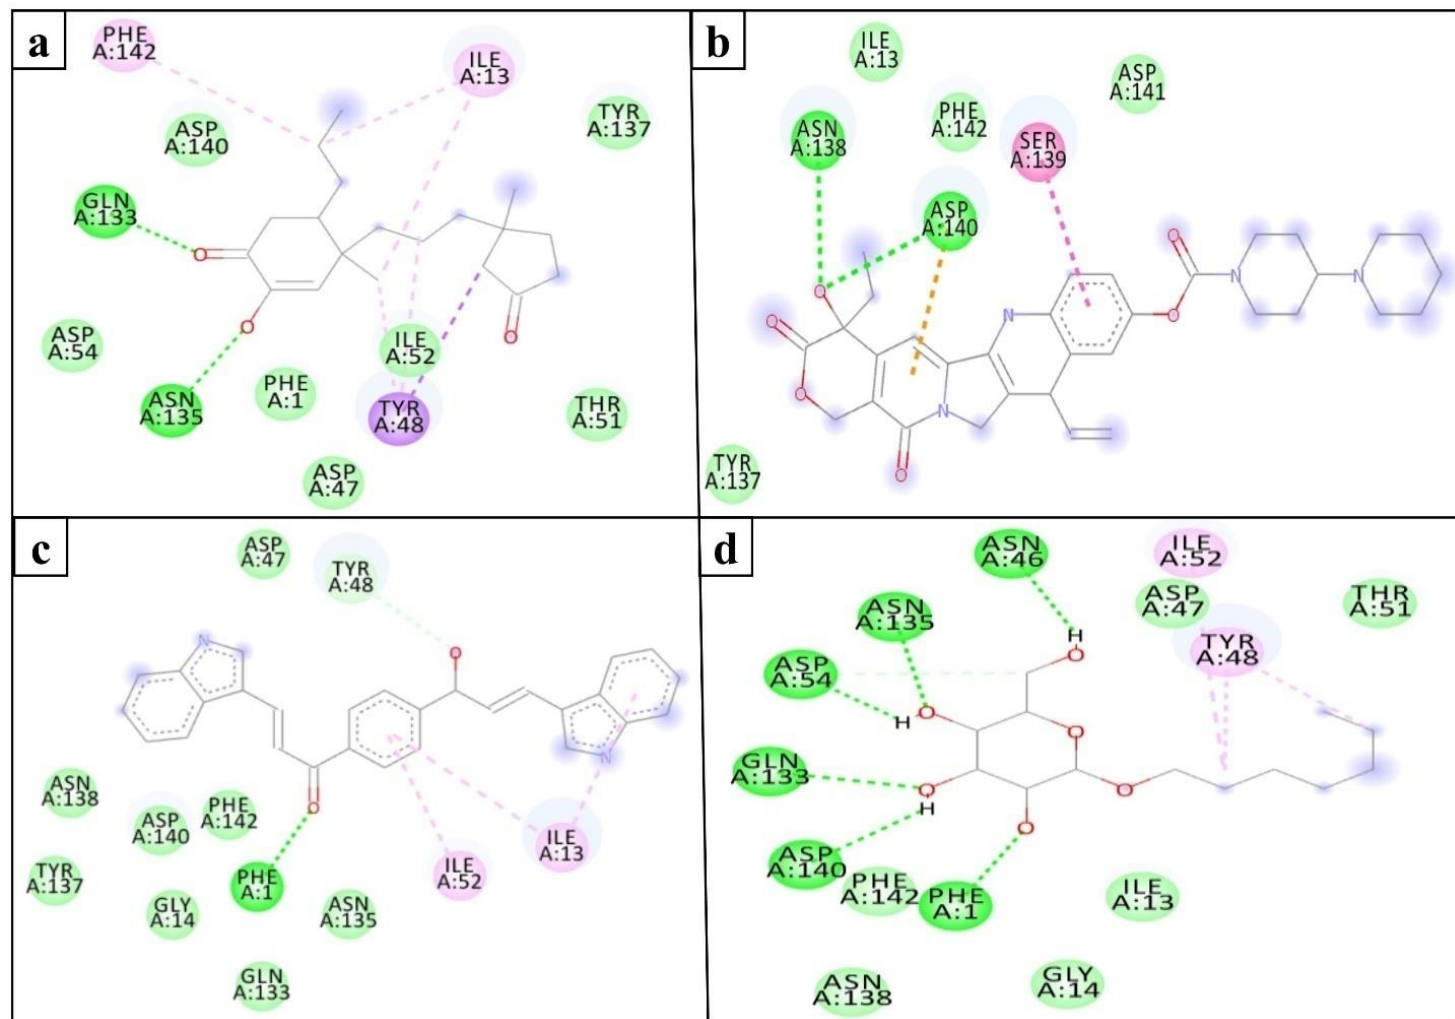 a
PHE
A:142
ILE
A:13
TYR
A:137
ASP
A:140
GLN
A:133
O
O
ASP
A:54
ASN
A:135
PHE
A:1
ILE
A:52
TYR
A:48
O
THR
A:51
ASP
A:47
b
ILE
A:13
ASP
A:141
ASN
A:138
PHE
A:142
SER
A:139
ASP
A:140
O
O
O
O
N
N
O
O
N
N
TYR
A:137
c
ASP
A:47
TYR
A:48
N
O
N
O
ASN
A:138
ASP
A:140
PHE
A:142
TYR
A:137
PHE
A:1
GLY
A:14
ASN
A:135
ILE
A:52
ILE
A:13
GLN
A:133
d
ASN
A:46
ILE
A:52
ASN
A:135
ASP
A:47
THR
A:51
H
O
TYR
A:48
ASP
A:54
H
O
O
GLN
A:133
O
H
O
O
ASP
A:140
PHE
A:142
PHE
A:1
ILE
A:13
ASN
A:138
GLY
A:14